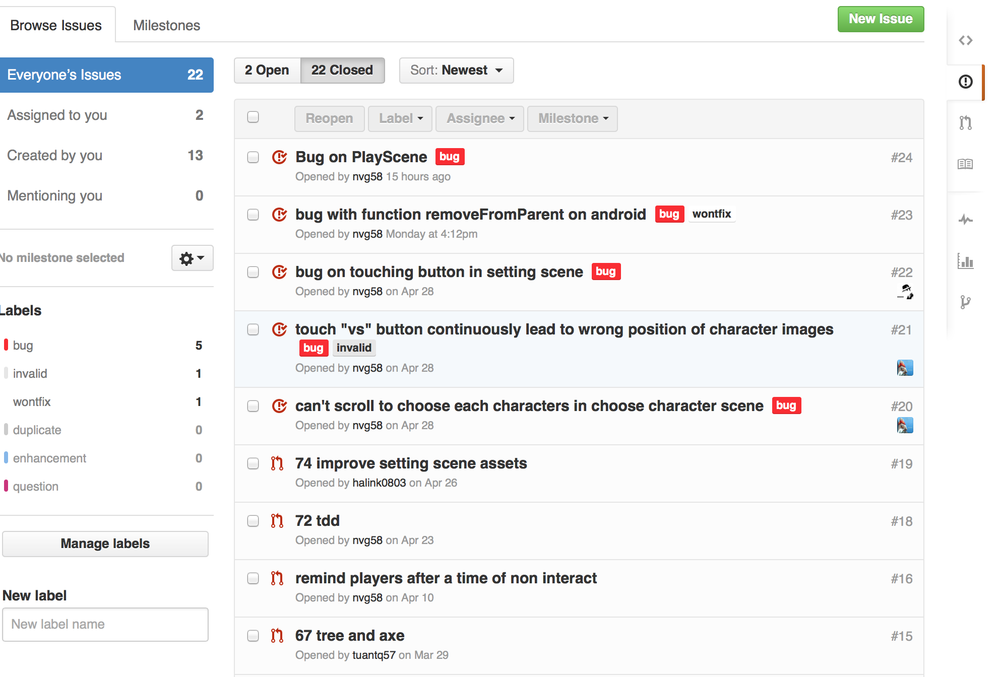 Browse Issues
Milestones
New Issue
Everyone’s Issues 22
Assigned to you 2
Created by you 13
Mentioning you 0
No milestone selected
Labels
bug 5
invalid 1
wontfix 1
duplicate 0
enhancement 0
question 0
Manage labels
New label
New label name
2 Open 22 Closed Sort: Newest
Reopen Label Assignee Milestone
Bug on PlayScene bug #24
Opened by nvg58 15 hours ago
bug with function removeFromParent on android bug wontfix #23
Opened by nvg58 Monday at 4:12pm
bug on touching button in setting scene bug #22
Opened by nvg58 on Apr 28
touch "vs" button continuously lead to wrong position of character images #21
bug invalid
Opened by nvg58 on Apr 28
can't scroll to choose each characters in choose character scene bug #20
Opened by nvg58 on Apr 28
74 improve setting scene assets #19
Opened by halink0803 on Apr 26
72 tdd #18
Opened by nvg58 on Apr 23
remind players after a time of non interact #16
Opened by nvg58 on Apr 10
67 tree and axe #15
Opened by tuantq57 on Mar 29